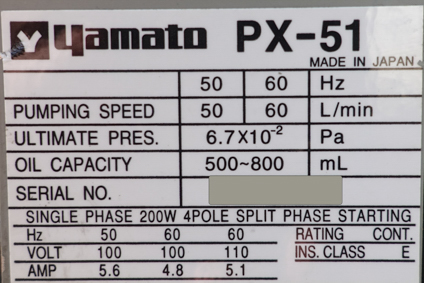 Yamato PX-51
MADE IN JAPAN
50 60 Hz
PUMPING SPEED 50 60 L/min
ULTIMATE PRES. 6.7X10⁻² Pa
OIL CAPACITY 500~800 mL
SERIAL NO.
SINGLE PHASE 200W 4POLE SPLIT PHASE STARTING
Hz 50 60 60 RATING CONT.
VOLT 100 100 110 INS. CLASS E
AMP 5.6 4.8 5.1